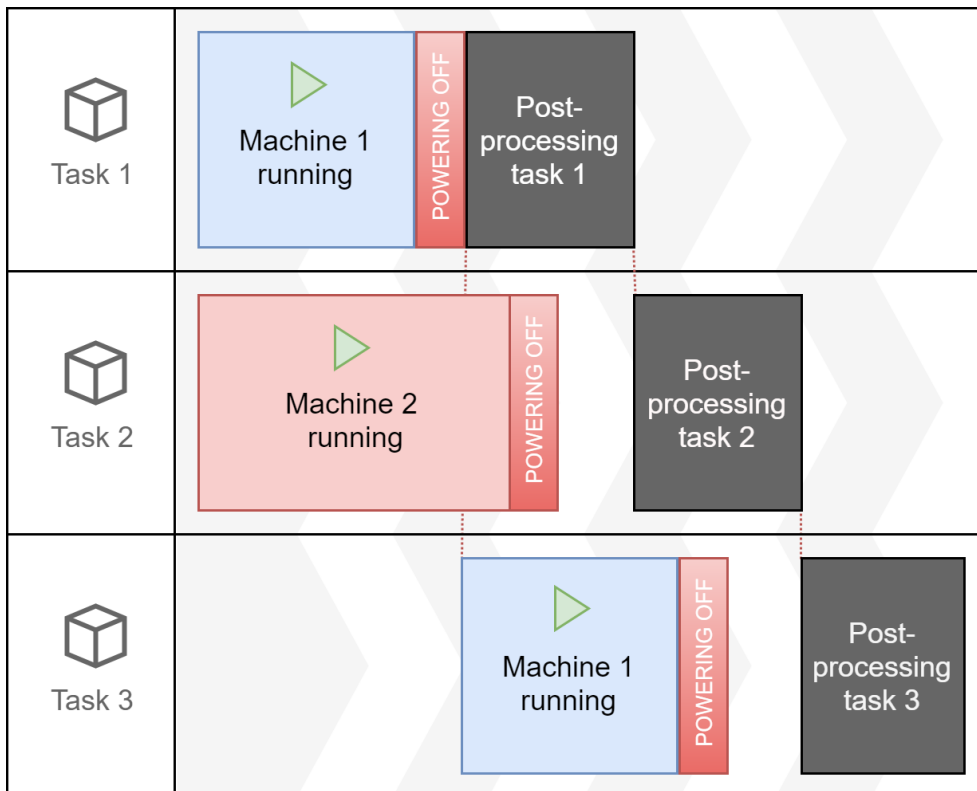 Task 1
Machine 1
running
POWERING OFF
Post-
processing
task 1
Task 2
Machine 2
running
POWERING OFF
Post-
processing
task 2
Task 3
Machine 1
running
POWERING OFF
Post-
processing
task 3